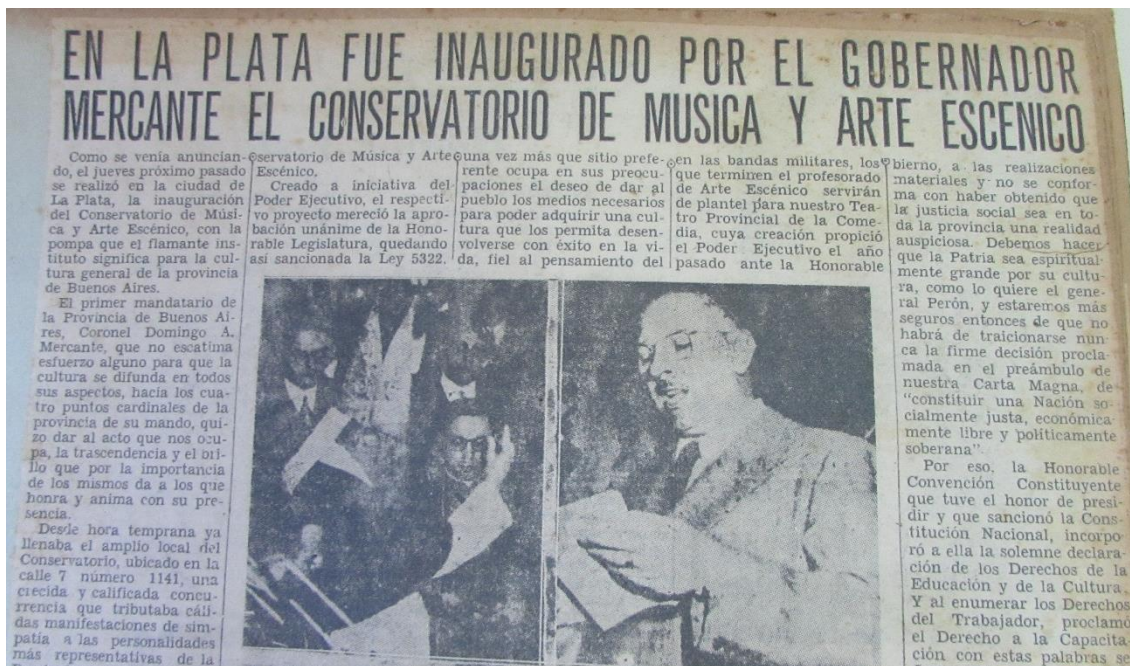 EN LA PLATA FUE INAUGURADO POR EL GOBERNADOR
MERCANTE EL CONSERVATORIO DE MUSICA Y ARTE ESCENICO
Como se venía anuncian-
do, el jueves próximo pasado
se realizó en la ciudad de
La Plata, la inauguración
del Conservatorio de Músi-
ca y Arte Escénico, con la
pompa que el flamante ins-
tituto significa para la cul-
tura general de la provincia
de Buenos Aires.
El primer mandatario de
la Provincia de Buenos Ai-
res, Coronel Domingo A.
Mercante, que no escatima
esfuerzo alguno para que la
cultura se difunda en todos
sus aspectos, hacia los cua-
tro puntos cardinales de la
provincia de su mando, qui-
zo dar al acto que nos ocu-
pa, la trascendencia y el bri-
llo que por la importancia
de los mismos da a los que
honra y anima con su pre-
sencia.
Desde hora temprana ya
llenaba el amplio local del
Conservatorio, ubicado en la
calle 7 número 1141, una
crecida y calificada concu-
rrencia que tributaba cáli-
das manifestaciones de sim-
patía a las personalidades
más representativas de la
servatorio de Música y Arte
Escénico.
Creado a iniciativa del
Poder Ejecutivo, el respecti-
vo proyecto mereció la apro-
bación unánime de la Hono-
rable Legislatura, quedando
así sancionada la Ley 5322.
una vez más que sitio prefe-
rente ocupa en sus preocu-
paciones el deseo de dar al
pueblo los medios necesarios
para poder adquirir una cul-
tura que los permita desen-
volverse con éxito en la vi-
da, fiel al pensamiento del
en las bandas militares, los
que terminen el profesorado
de Arte Escénico servirán
de plantel para nuestro Tea-
tro Provincial de la Come-
dia, cuya creación propició
el Poder Ejecutivo el año
pasado ante la Honorable
bierno, a las realizaciones
materiales y no se confor-
ma con haber obtenido que
la justicia social sea en to-
da la provincia una realidad
auspiciosa. Debemos hacer
que la Patria sea espiritual-
mente grande por su cultu-
ra, como lo quiere el gene-
ral Perón, y estaremos más
seguros entonces de que no
habrá de traicionarse nun-
ca la firme decisión procla-
mada en el preámbulo de
nuestra Carta Magna, de
"constituir una Nación so-
cialmente justa, económica-
mente libre y políticamente
soberana".
Por eso, la Honorable
Convención Constituyente
que tuve el honor de presi-
dir y que sancionó la Cons-
titución Nacional, incorpo-
ró a ella la solemne declara-
ción de los Derechos de la
Educación y de la Cultura.
Y al enumerar los Derechos
del Trabajador, proclamó
el Derecho a la Capacita-
ción con estas palabras se